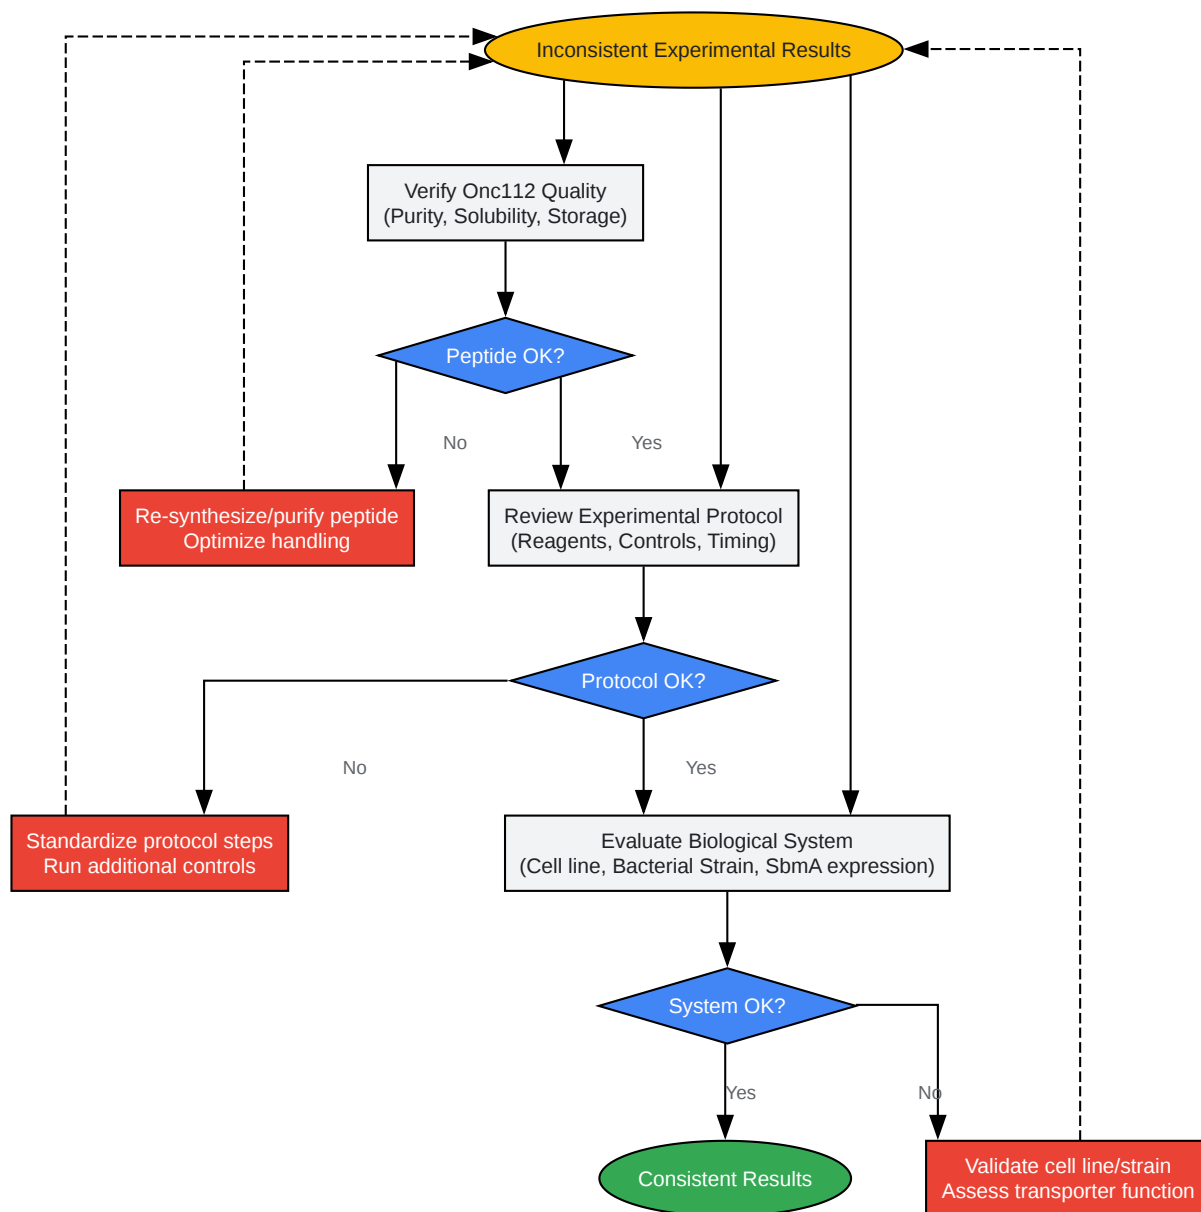 Inconsistent Experimental Results
Verify Onc112 Quality
(Purity, Solubility, Storage)
Peptide OK?
No
Yes
Re-synthesize/purify peptide
Optimize handling
Review Experimental Protocol
(Reagents, Controls, Timing)
Protocol OK?
No
Yes
Standardize protocol steps
Run additional controls
Evaluate Biological System
(Cell line, Bacterial Strain, SbmA expression)
System OK?
Yes
No
Consistent Results
Validate cell line/strain
Assess transporter function